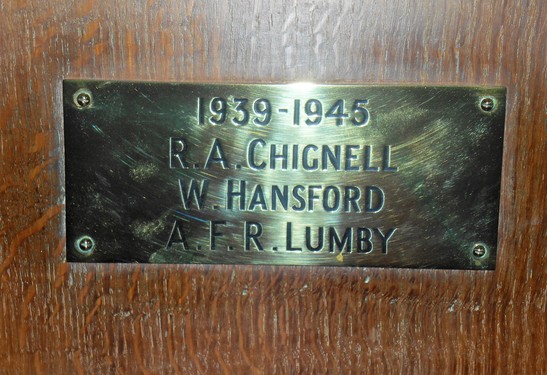 1939-1945
R.A.CHIGNELL
W.HANSFORD
A.F.R.LUMBY